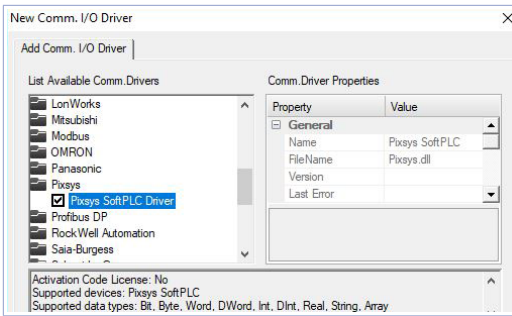 New Comm. I/O Driver
Add Comm. I/O Driver
List Available Comm.Drivers
LonWorks
Mitsubishi
Modbus
OMRON
Panasonic
Pixsys
Pixsys SoftPLC Driver
Profibus DP
RockWell Automation
Saia-Burgess
Comm.Driver Properties
Property Value
General
Name Pixsys SoftPLC
FileName Pixsys.dll
Version
Last Error
Activation Code License: No
Supported devices: Pixsys SoftPLC
Supported data types: Bit, Byte, Word, DWord, Int, DInt, Real, String, Array